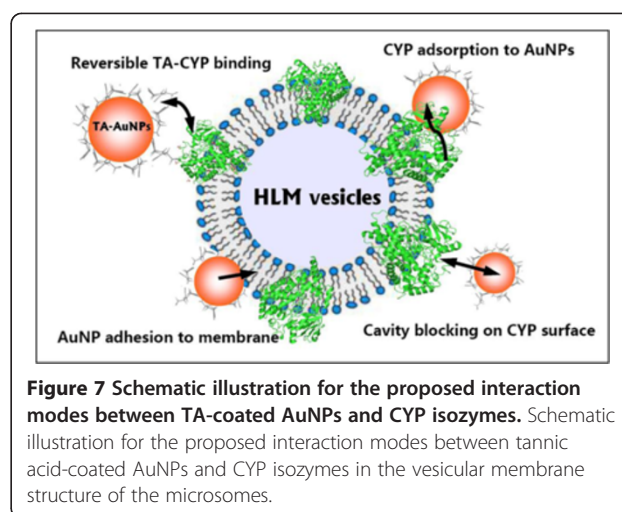 Reversible TA-CYP binding
CYP adsorption to AuNPs
TA-AuNPs
HLM vesicles
AuNP adhesion to membrane
Cavity blocking on CYP surface
Figure 7 Schematic illustration for the proposed interaction
modes between TA-coated AuNPs and CYP isozymes. Schematic
illustration for the proposed interaction modes between tannic
acid-coated AuNPs and CYP isozymes in the vesicular membrane
structure of the microsomes.